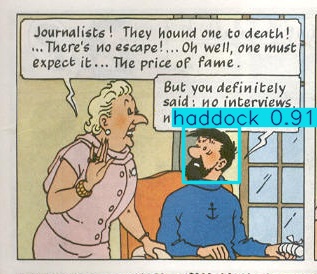 Journalists! They hound one to death!
...There's no escape!... Oh well, one must
expect it... The price of fame.
But you definitely
said: no interviews,
haddock 0.91